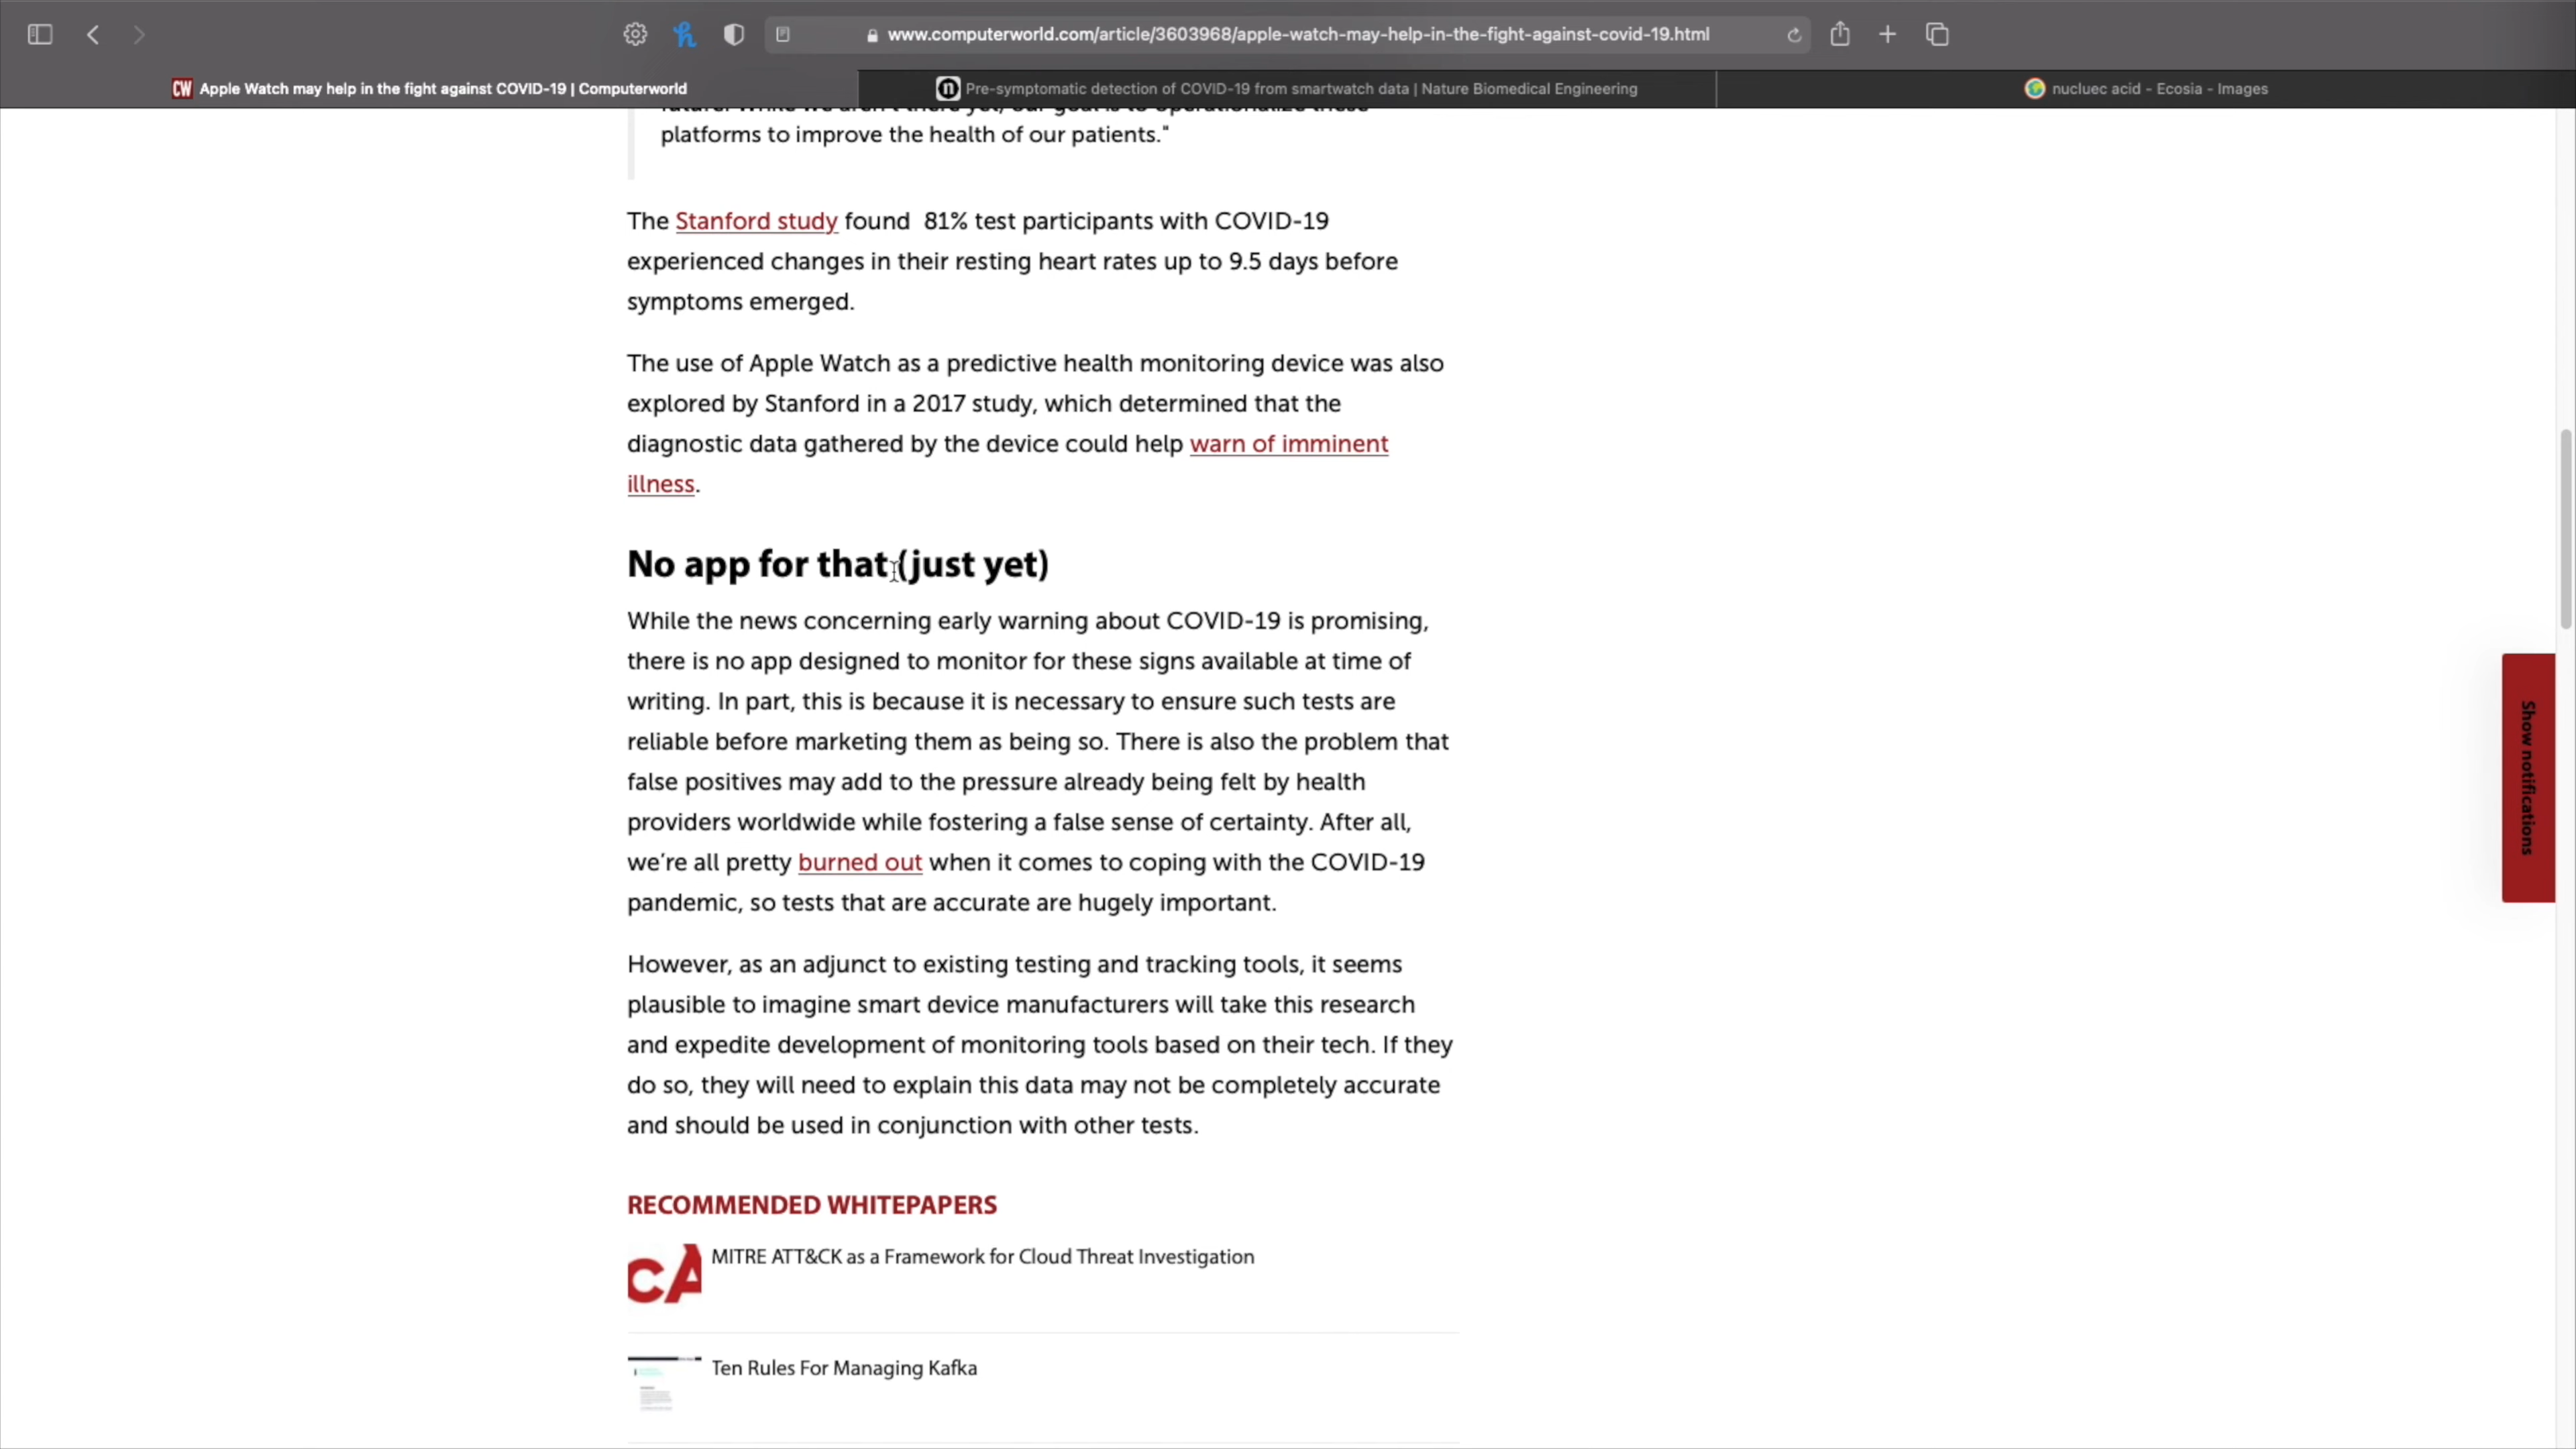 www.computerworld.com/article/3603968/apple-watch-may-help-in-the-fight-against-covid-19.html
CW Apple Watch may help in the fight against COVID-19 | Computerworld
n Pre-symptomatic detection of COVID-19 from smartwatch data | Nature Biomedical Engineering
nucluec acid - Ecosia - Images
platforms to improve the health of our patients."
The Stanford study found 81% test participants with COVID-19
experienced changes in their resting heart rates up to 9.5 days before
symptoms emerged.
The use of Apple Watch as a predictive health monitoring device was also
explored by Stanford in a 2017 study, which determined that the
diagnostic data gathered by the device could help warn of imminent
illness.
No app for that (just yet)
While the news concerning early warning about COVID-19 is promising,
there is no app designed to monitor for these signs available at time of
writing. In part, this is because it is necessary to ensure such tests are
reliable before marketing them as being so. There is also the problem that
false positives may add to the pressure already being felt by health
providers worldwide while fostering a false sense of certainty. After all,
we're all pretty burned out when it comes to coping with the COVID-19
pandemic, so tests that are accurate are hugely important.
However, as an adjunct to existing testing and tracking tools, it seems
plausible to imagine smart device manufacturers will take this research
and expedite development of monitoring tools based on their tech. If they
do so, they will need to explain this data may not be completely accurate
and should be used in conjunction with other tests.
RECOMMENDED WHITEPAPERS
CA MITRE ATT&CK as a Framework for Cloud Threat Investigation
Ten Rules For Managing Kafka
Show notifications